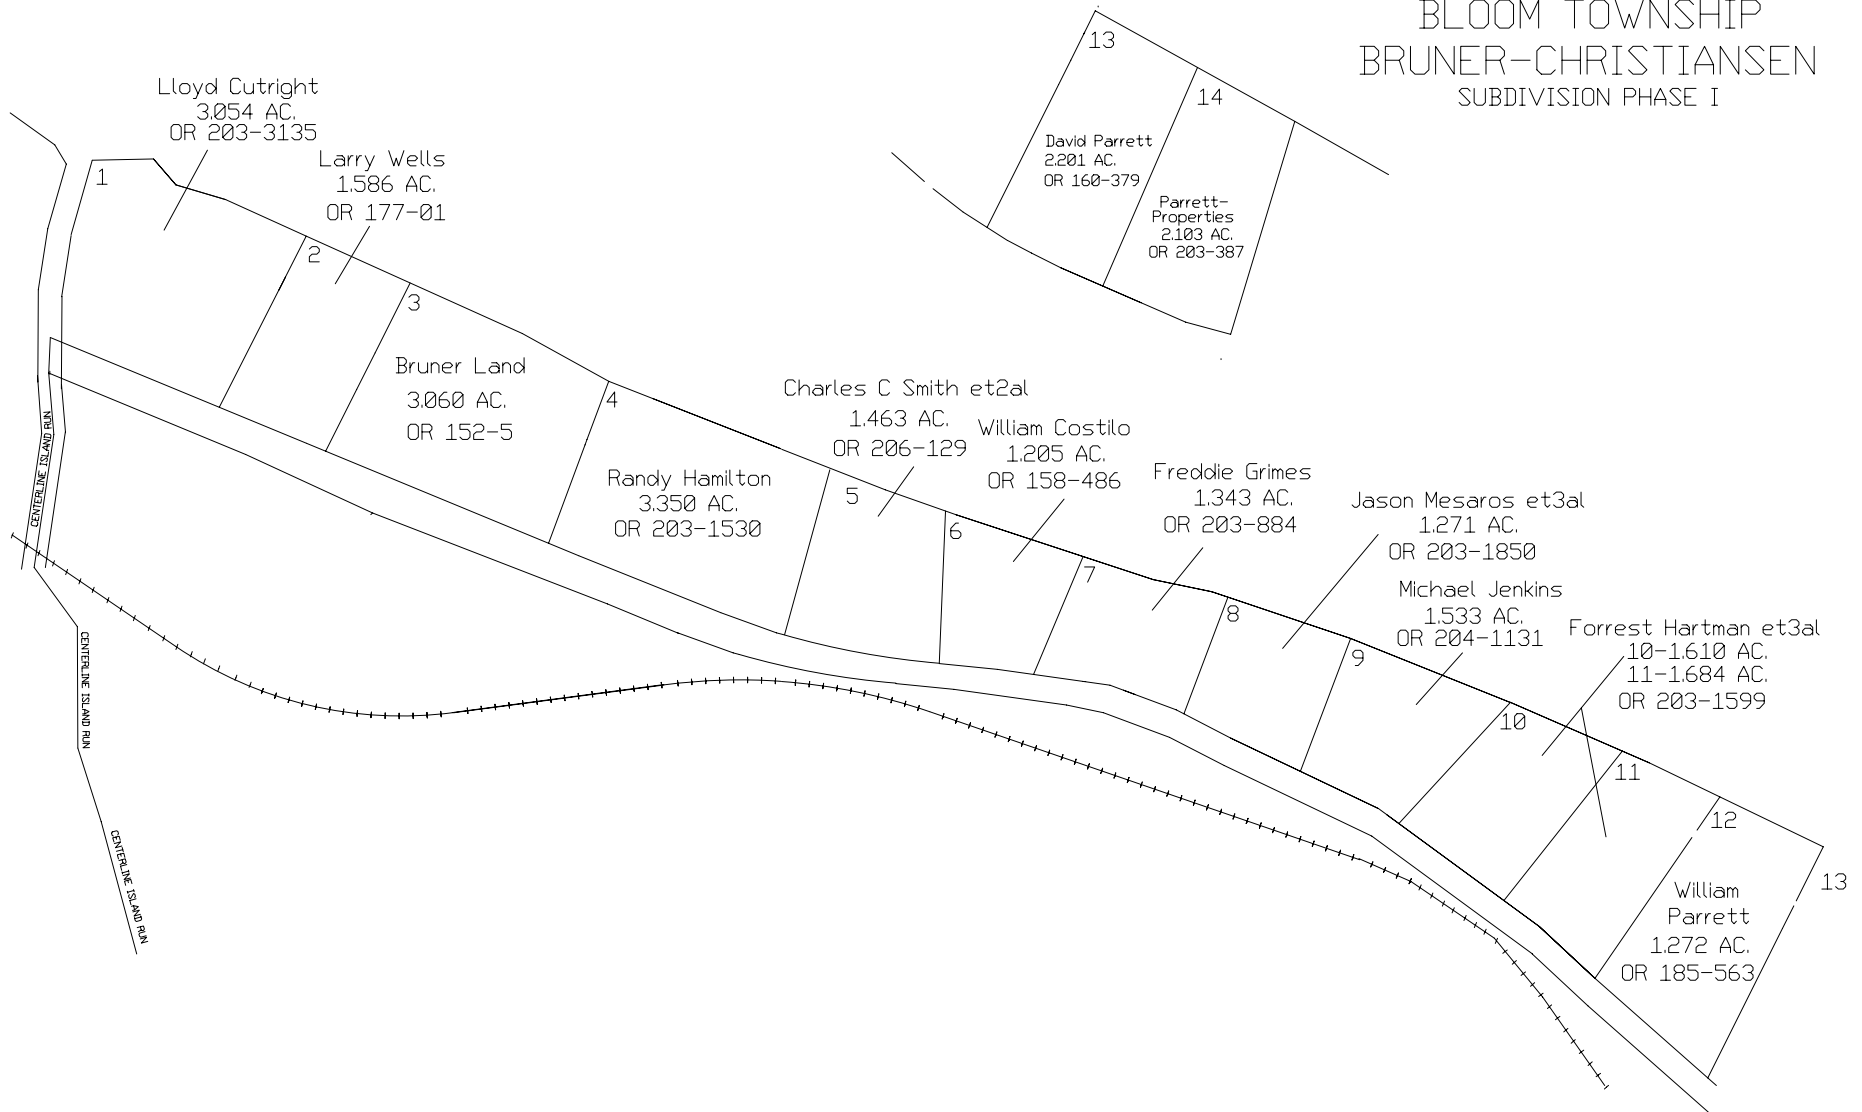 BLOOM TOWNSHIP
BRUNER-CHRISTIANSEN
SUBDIVISION PHASE I
13
14
David Parrett
2.201 AC.
OR 160-379
Parrett-
Properties
2.103 AC.
OR 203-387
Lloyd Cutright
3.054 AC.
OR 203-3135
1
Larry Wells
1.586 AC.
OR 177-01
2
3
Bruner Land
3.060 AC.
OR 152-5
4
Randy Hamilton
3.350 AC.
OR 203-1530
Charles C Smith et2al
1.463 AC.
OR 206-129
5
William Costilo
1.205 AC.
OR 158-486
6
Freddie Grimes
1.343 AC.
OR 203-884
7
Jason Mesaros et3al
1.271 AC.
OR 203-1850
8
Michael Jenkins
1.533 AC.
OR 204-1131
9
Forrest Hartman et3al
10-1.610 AC.
11-1.684 AC.
OR 203-1599
10
11
12
William
Parrett
1.272 AC.
OR 185-563
13
CENTERLINE ISLAND RUN
CENTERLINE ISLAND RUN
CENTERLINE ISLAND RUN